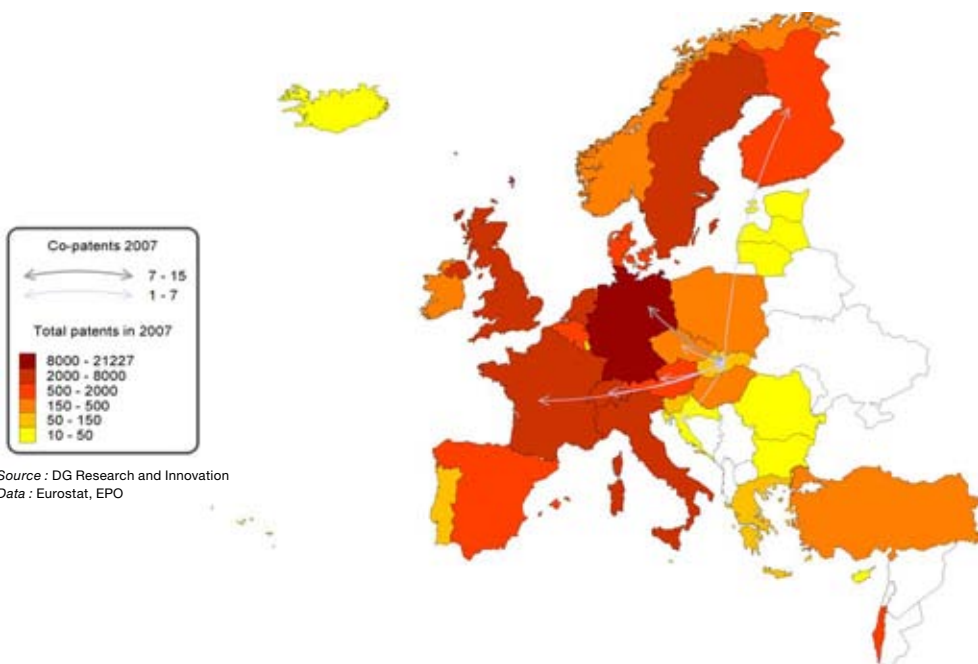 Co-patents 2007
7 - 15
1 - 7
Total patents in 2007
8000 - 21227
2000 - 8000
500 - 2000
150 - 500
50 - 150
10 - 50
Source : DG Research and Innovation
Data : Eurostat, EPO